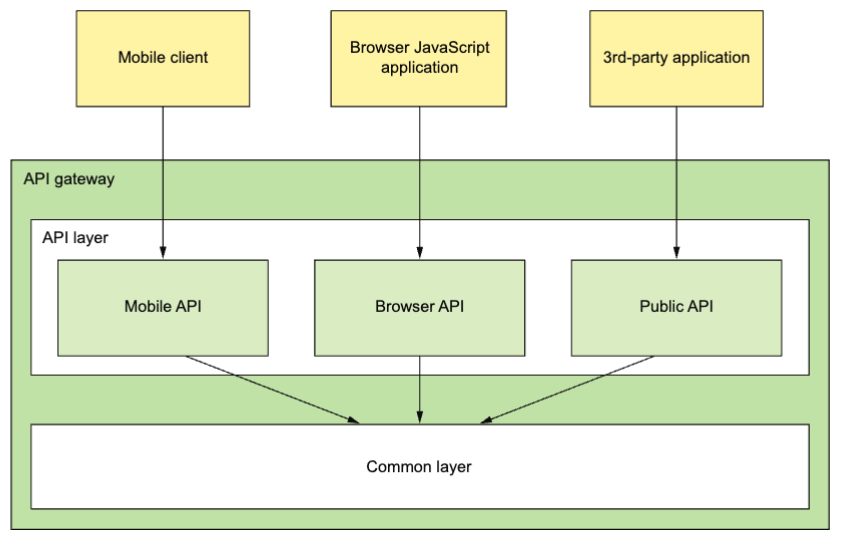 Mobile client
Browser JavaScript
application
3rd-party application
API gateway
API layer
Mobile API
Browser API
Public API
Common layer